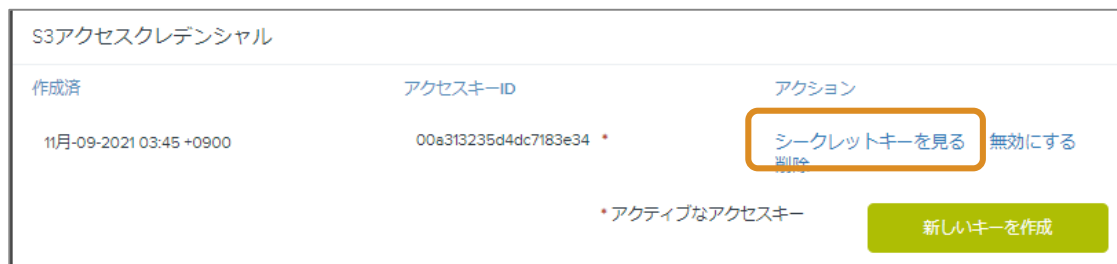 S3アクセスクレデンシャル
作成済 アクセスキーID アクション
11月-09-2021 03:45 +0900 00a313235d4dc7183e34 * シークレットキーを見る 無効にする
削除
* アクティブなアクセスキー 新しいキーを作成